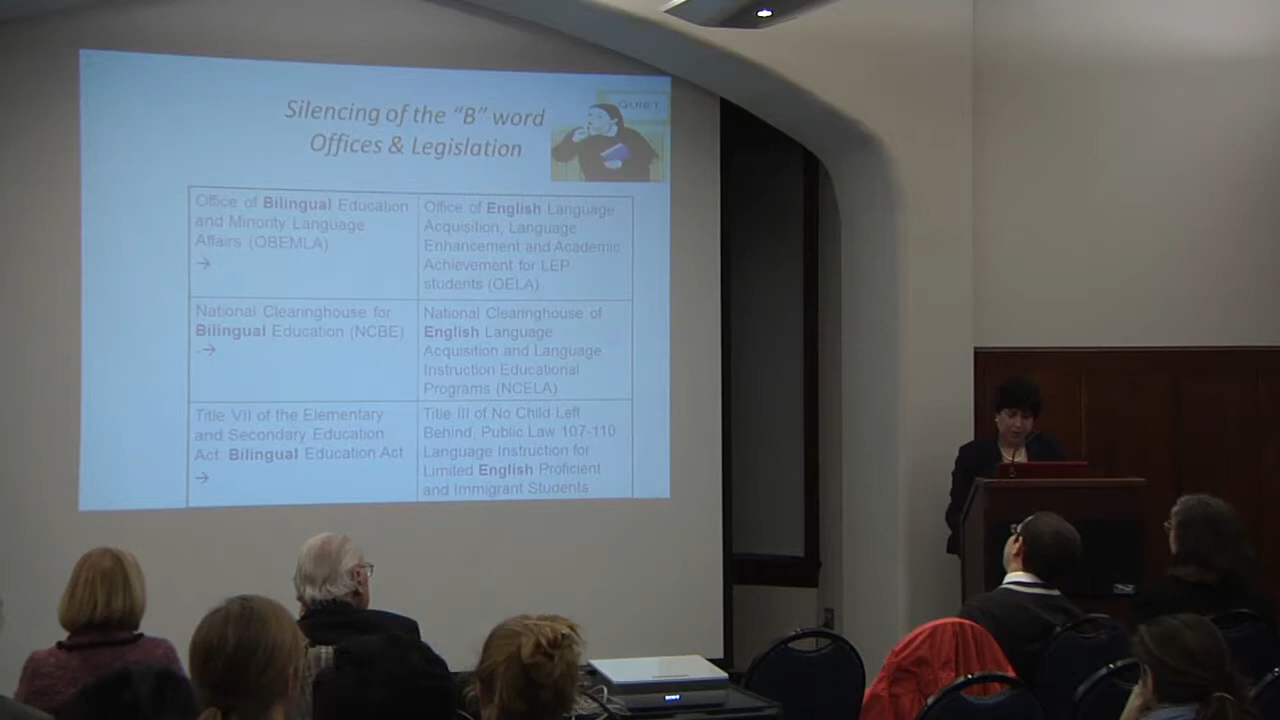 Silencing of the “B” word
Offices & Legislation
QUIET
Office of Bilingual Education
and Minority Language
Affairs (OBEMLA)
→
Office of English Language
Acquisition, Language
Enhancement and Academic
Achievement for LEP
students (OELA)
National Clearinghouse for
Bilingual Education (NCBE)
-→
National Clearinghouse of
English Language
Acquisition and Language
Instruction Educational
Programs (NCELA)
Title VII of the Elementary
and Secondary Education
Act: Bilingual Education Act
→
Title III of No Child Left
Behind, Public Law 107-110
Language Instruction for
Limited English Proficient
and Immigrant Students